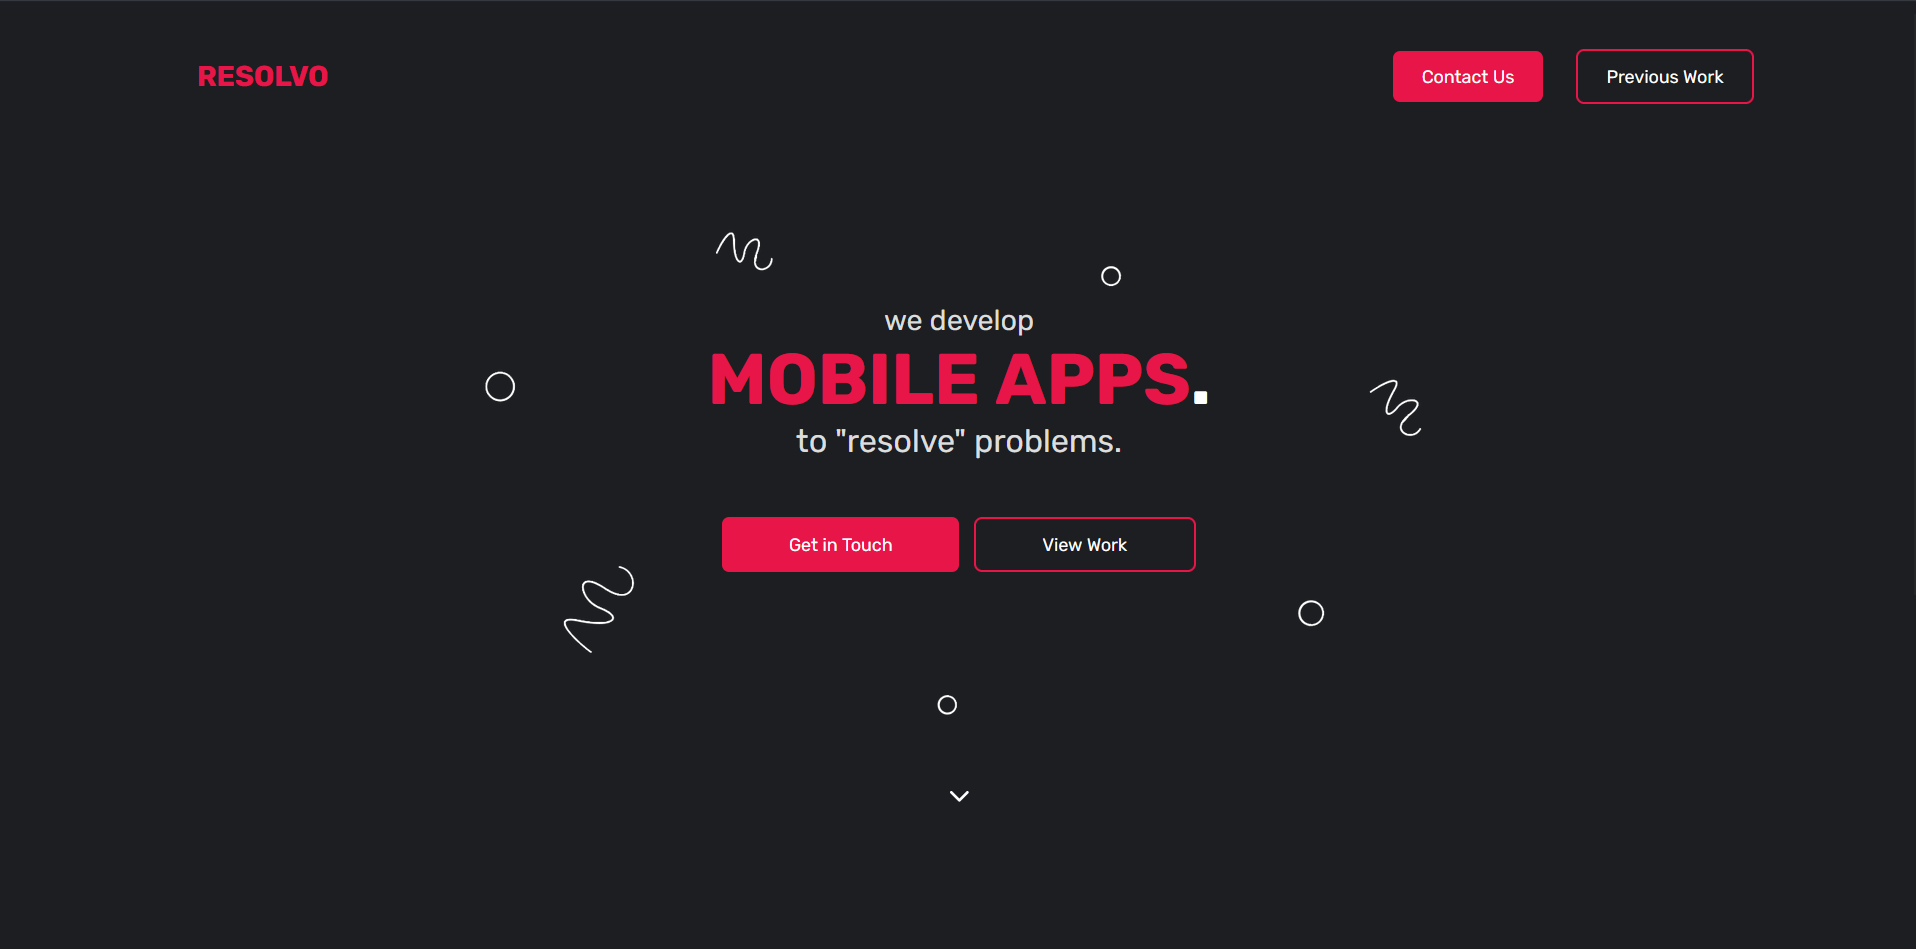 RESOLVO
Contact Us
Previous Work
we develop
MOBILE APPS.
to "resolve" problems.
Get in Touch
View Work